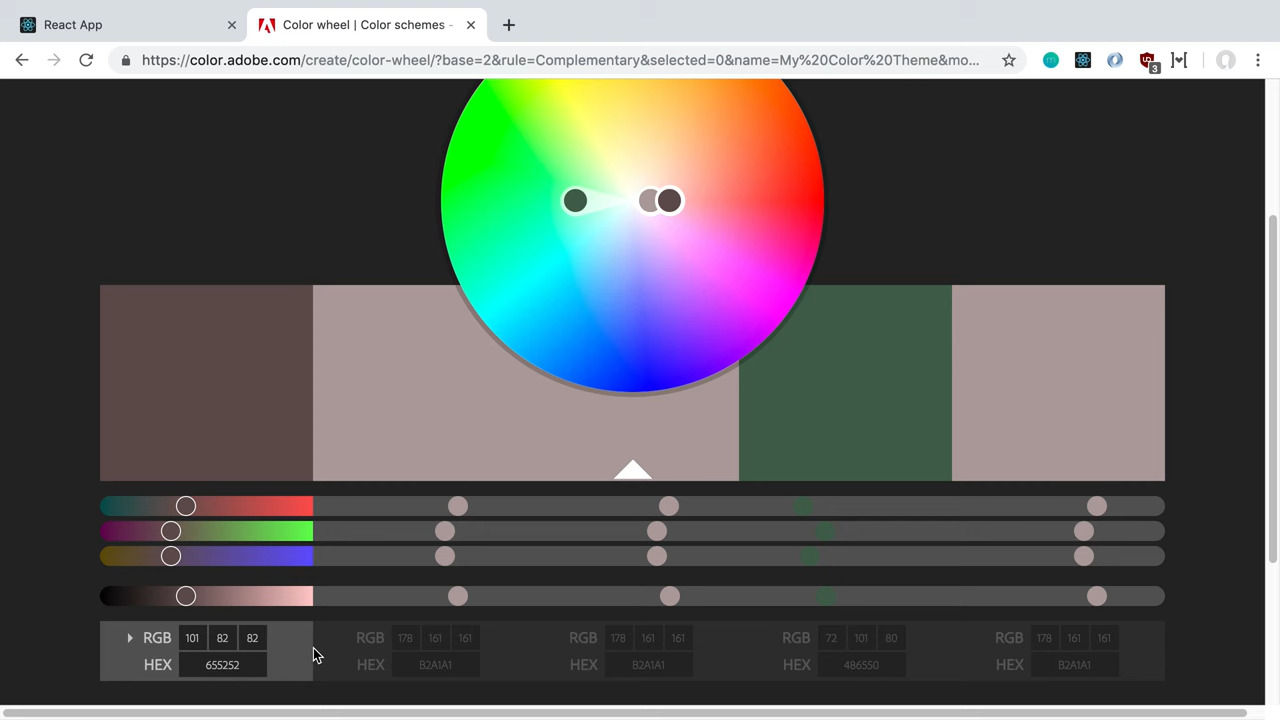 React App
Color wheel | Color schemes -
https://color.adobe.com/create/color-wheel/?base=2&rule=Complementary&selected=0&name=My%20Color%20Theme&mo...
3
RGB 101 82 82
HEX 655252
RGB 178 161 161
HEX B2A1A1
RGB 178 161 161
HEX B2A1A1
RGB 72 101 80
HEX 486550
RGB 178 161 161
HEX B2A1A1